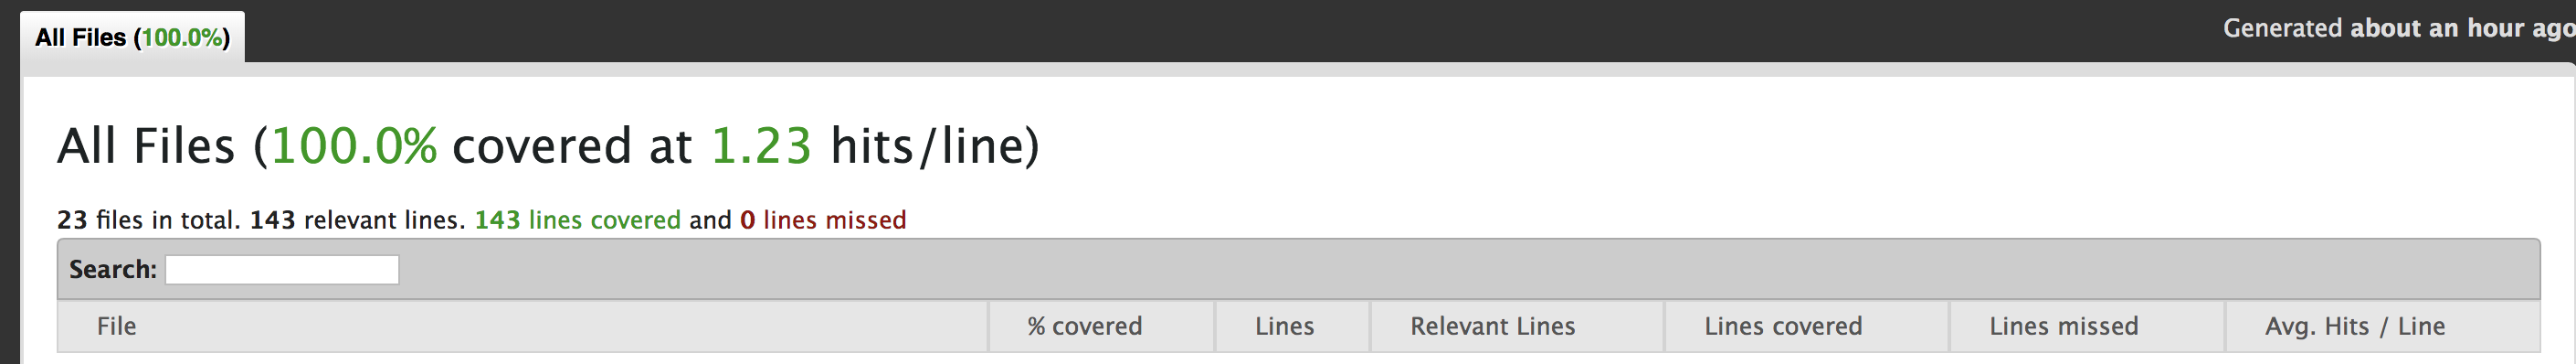 All Files (100.0%)
Generated about an hour ago
All Files (100.0% covered at 1.23 hits/line)
23 files in total. 143 relevant lines. 143 lines covered and 0 lines missed
Search:
File % covered Lines Relevant Lines Lines covered Lines missed Avg. Hits / Line